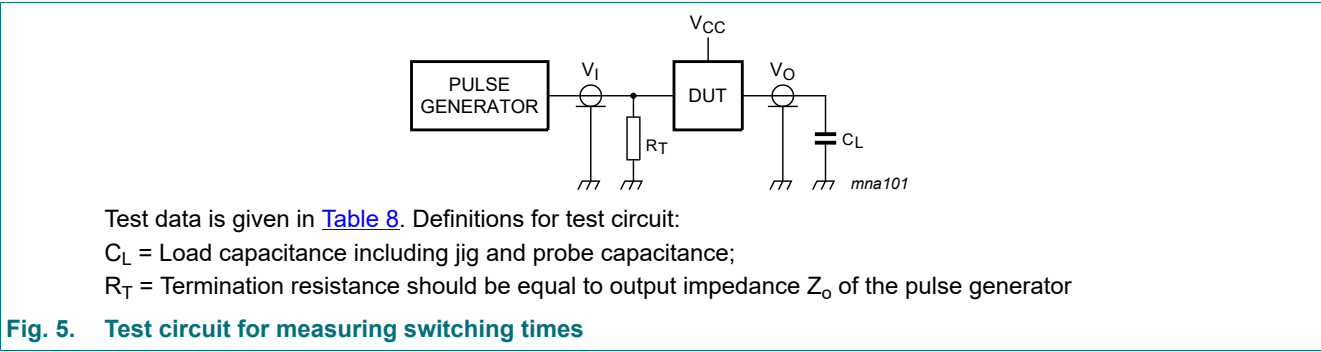 VCC
PULSE
GENERATOR
VI
DUT
VO
RT
CL
mna101
Test data is given in Table 8. Definitions for test circuit:
CL = Load capacitance including jig and probe capacitance;
RT = Termination resistance should be equal to output impedance Zo of the pulse generator
Fig. 5. Test circuit for measuring switching times